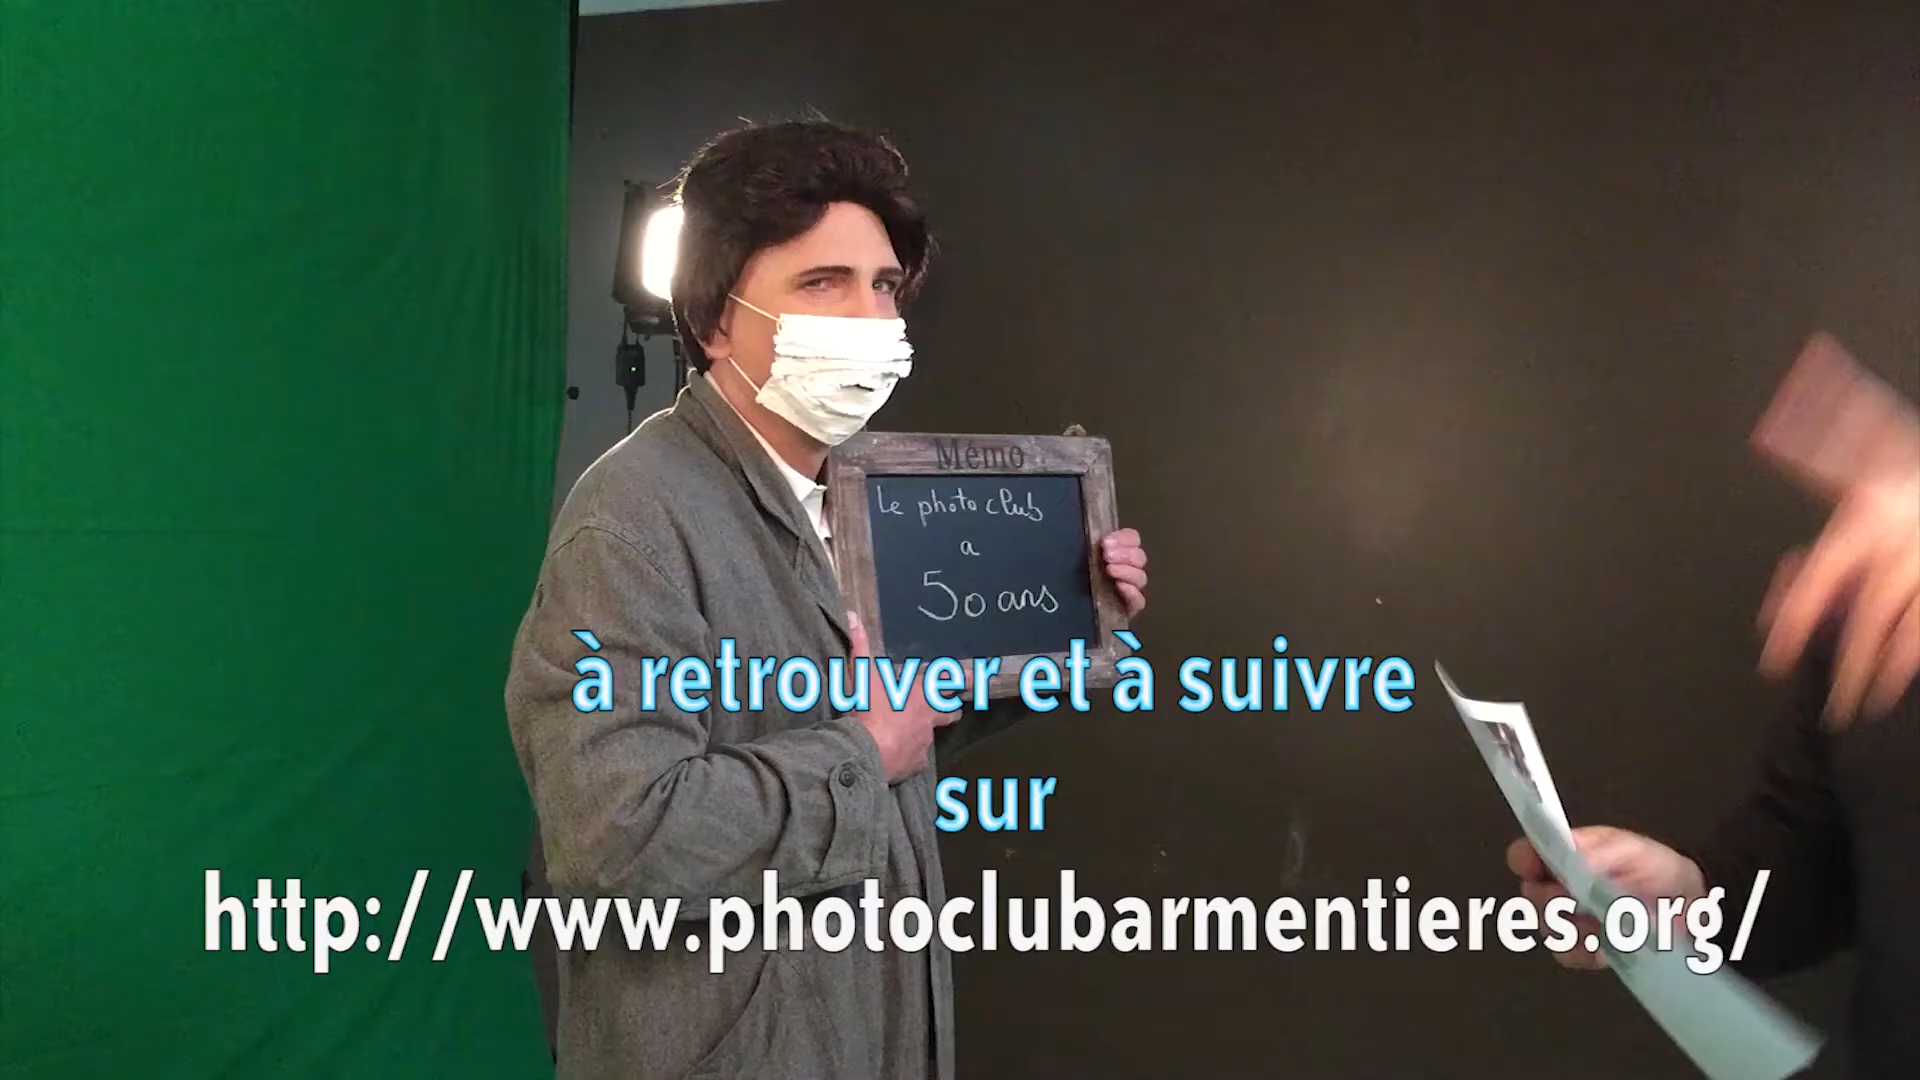 Mémo
Le photo club
a
50 ans
à retrouver et à suivre
sur
http://www.photoclubarmentieres.org/